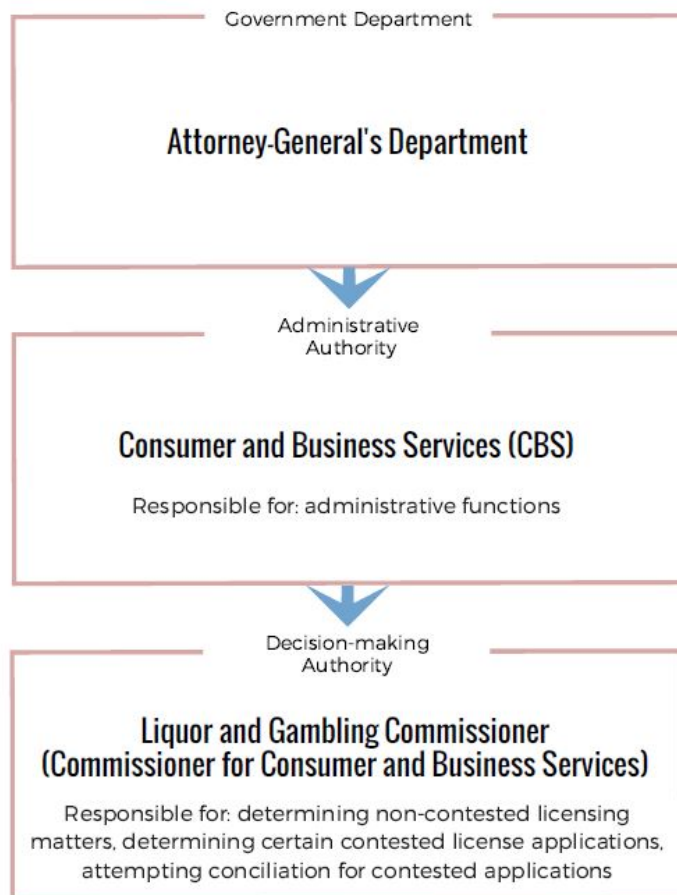 Government Department
Attorney-General's Department
Administrative
Authority
Consumer and Business Services (CBS)
Responsible for: administrative functions
Decision-making
Authority
Liquor and Gambling Commissioner
(Commissioner for Consumer and Business Services)
Responsible for: determining non-contested licensing
matters, determining certain contested license applications,
attempting conciliation for contested applications